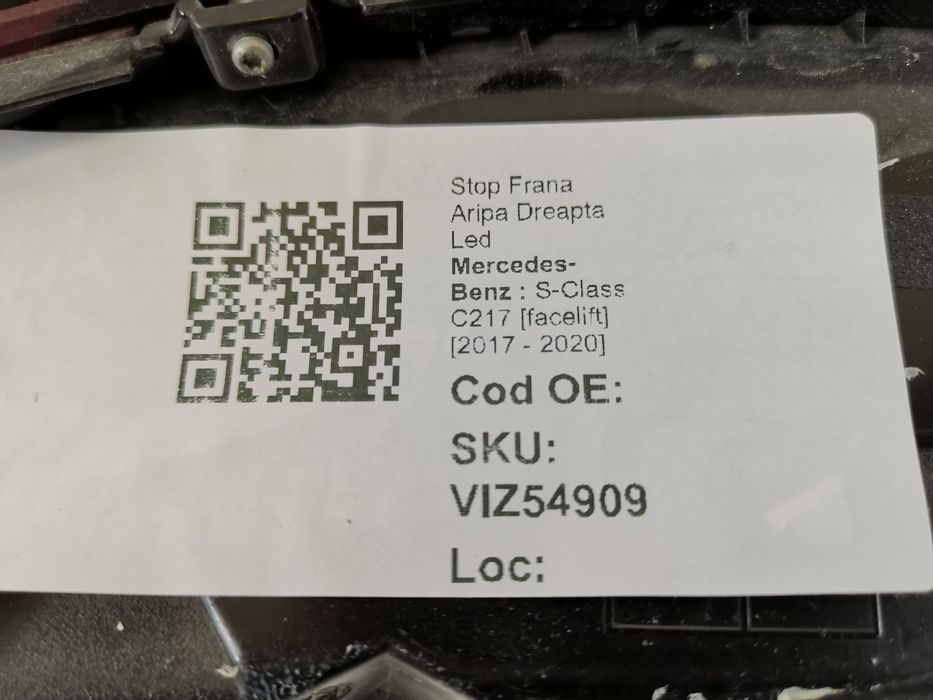 Stop Frana
Aripa Dreapta
Led
Mercedes-
Benz : S-Class
C217 [facelift]
[2017 - 2020]
Cod OE:
SKU:
VIZ54909
Loc: